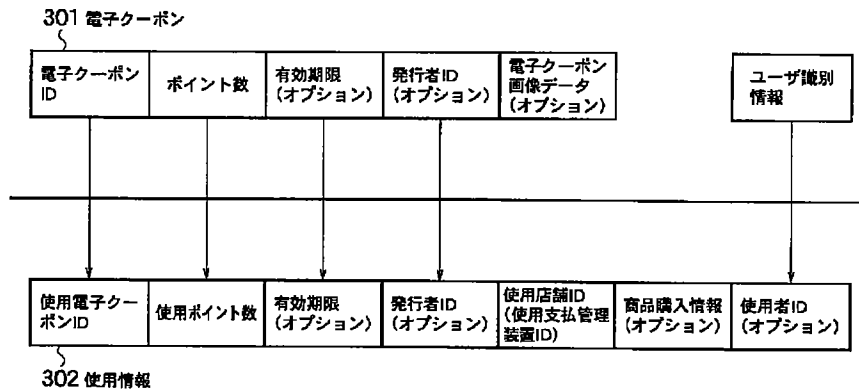 301 電子クーポン
電子クーポン
ID
ポイント数
有効期限
(オプション)
発行者ID
(オプション)
電子クーポン
画像データ
(オプション)
ユーザ識別
情報
使用電子クー
ポンID
使用ポイント数
有効期限
(オプション)
発行者ID
(オプション)
使用店舗ID
(使用支払管理
装置ID)
商品購入情報
(オプション)
使用者ID
(オプション)
302 使用情報